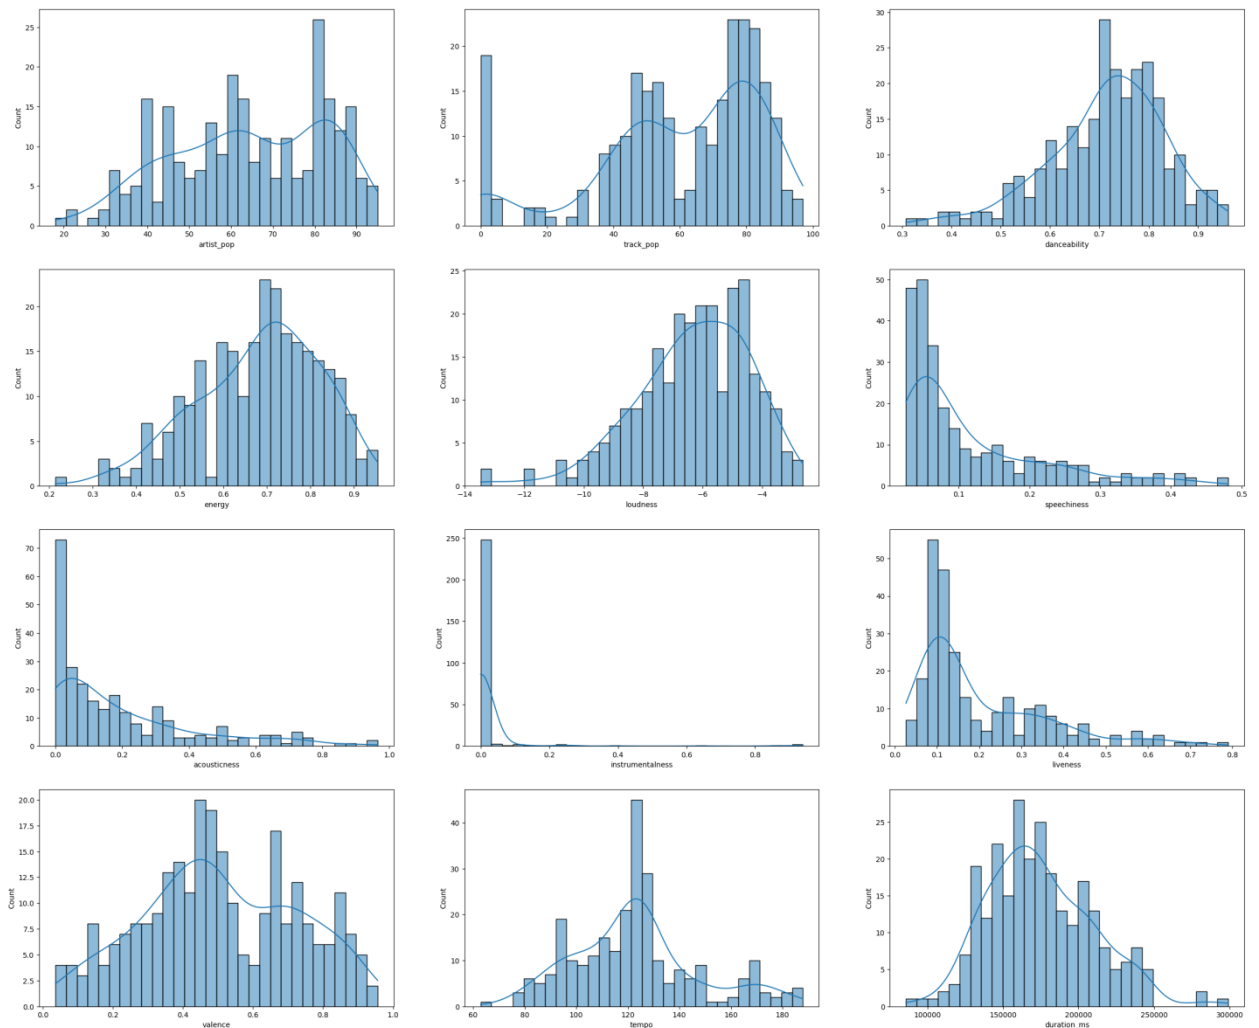 25
20
15
10
5
0
Count
20 30 40 50 60 70 80 90
artist_pop
20
15
10
5
0
Count
0 20 40 60 80 100
track_pop
30
25
20
15
10
5
0
Count
0.3 0.4 0.5 0.6 0.7 0.8 0.9
danceability
20
15
10
5
0
Count
0.2 0.3 0.4 0.5 0.6 0.7 0.8 0.9
energy
25
20
15
10
5
0
Count
−14 −12 −10 −8 −6 −4
loudness
50
40
30
20
10
0
Count
0.1 0.2 0.3 0.4 0.5
speechiness
70
60
50
40
30
20
10
0
Count
0.0 0.2 0.4 0.6 0.8 1.0
acousticness
250
200
150
100
50
0
Count
0.0 0.2 0.4 0.6 0.8
instrumentalness
50
40
30
20
10
0
Count
0.0 0.1 0.2 0.3 0.4 0.5 0.6 0.7 0.8
liveness
20.0
17.5
15.0
12.5
10.0
7.5
5.0
2.5
0.0
Count
0.0 0.2 0.4 0.6 0.8 1.0
valence
40
30
20
10
0
Count
60 80 100 120 140 160 180
tempo
25
20
15
10
5
0
Count
100000 150000 200000 250000 300000
duration_ms